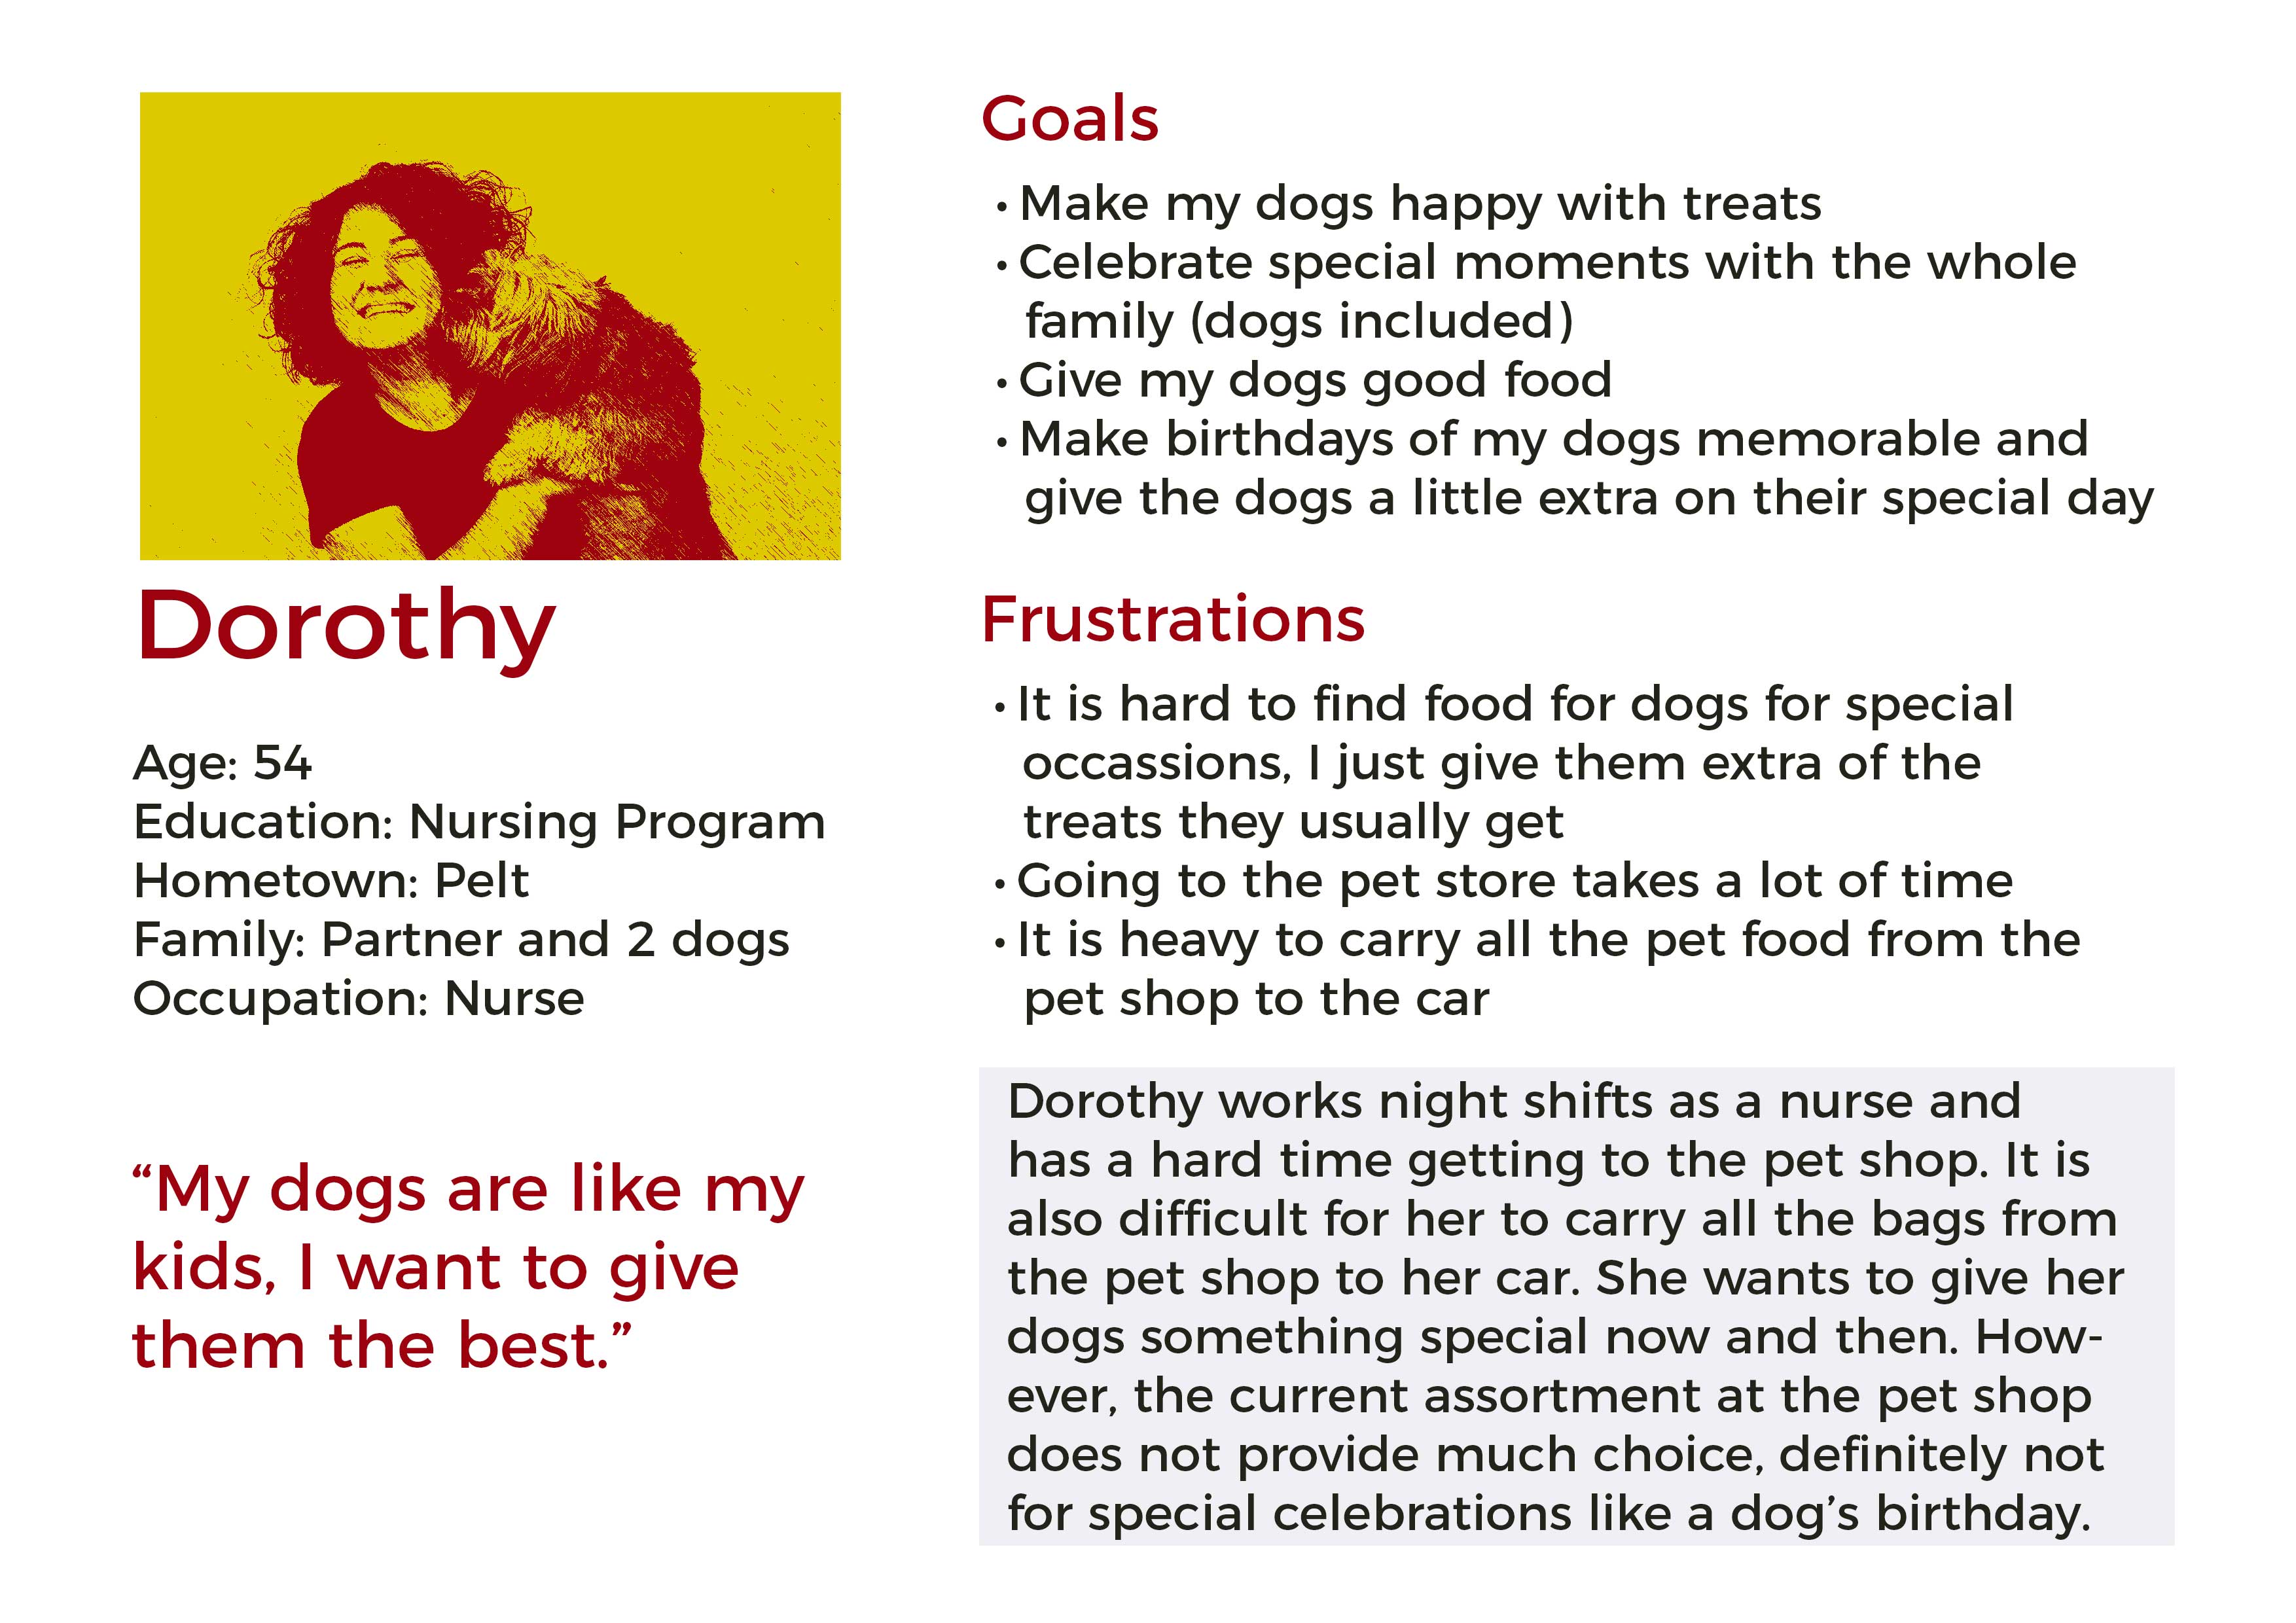 Dorothy
Age: 54
Education: Nursing Program
Hometown: Pelt
Family: Partner and 2 dogs
Occupation: Nurse
“My dogs are like my
kids, I want to give
them the best.”
Goals
• Make my dogs happy with treats
• Celebrate special moments with the whole
family (dogs included)
• Give my dogs good food
• Make birthdays of my dogs memorable and
give the dogs a little extra on their special day
Frustrations
• It is hard to find food for dogs for special
occassions, I just give them extra of the
treats they usually get
• Going to the pet store takes a lot of time
• It is heavy to carry all the pet food from the
pet shop to the car
Dorothy works night shifts as a nurse and
has a hard time getting to the pet shop. It is
also difficult for her to carry all the bags from
the pet shop to her car. She wants to give her
dogs something special now and then. How-
ever, the current assortment at the pet shop
does not provide much choice, definitely not
for special celebrations like a dog’s birthday.